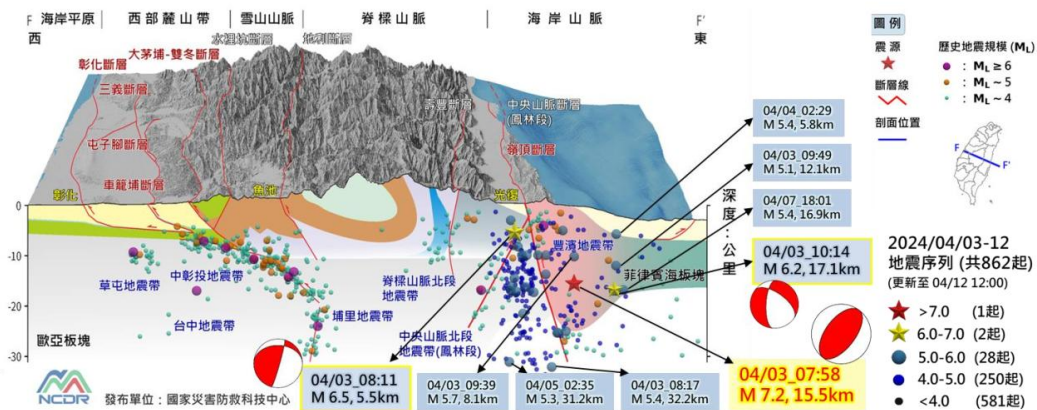 F 海岸平原 西部麓山帶 雪山山脈 脊樑山脈 海岸山脈 F'
西 東
水裡坑斷層 地利斷層
大茅埔-雙冬斷層
彰化斷層
三義斷層
屯子腳斷層
車籠埔斷層
壽豐斷層
中央山脈斷層
(鳳林段)
嶺頂斷層
彰化
魚池
光復
0
-10
-20
-30
深度：公里
草屯地震帶
中彰投地震帶
台中地震帶
埔里地震帶
脊樑山脈北段
地震帶
中央山脈北段
地震帶(鳳林段)
豐濱地震帶
菲律賓海板塊
歐亞板塊
04/04_02:29
M 5.4, 5.8km
04/03_09:49
M 5.1, 12.1km
04/07_18:01
M 5.4, 16.9km
04/03_10:14
M 6.2, 17.1km
04/03_08:11
M 6.5, 5.5km
04/03_09:39
M 5.7, 8.1km
04/05_02:35
M 5.3, 31.2km
04/03_08:17
M 5.4, 32.2km
04/03_07:58
M 7.2, 15.5km
NCDR
發布單位：國家災害防救科技中心
圖例
震源
斷層線
剖面位置
歷史地震規模 (ML)
: ML≥6
: ML~5
: ML~4
F
F'
2024/04/03-12
地震序列 (共862起)
(更新至 04/12 12:00)
>7.0 (1起)
6.0-7.0 (2起)
5.0-6.0 (28起)
4.0-5.0 (250起)
<4.0 (581起)